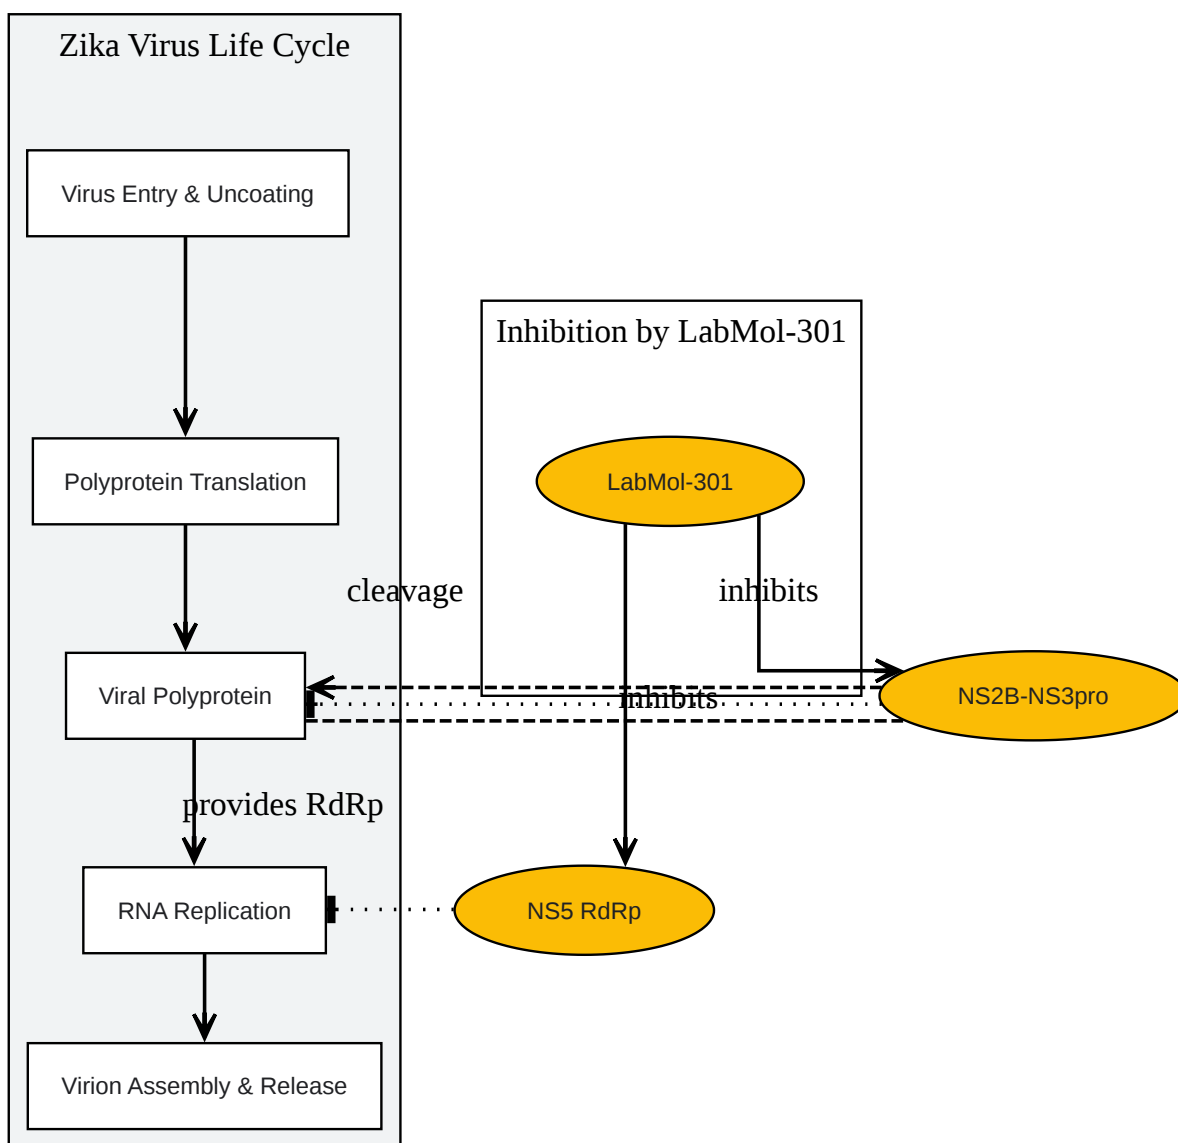 Zika Virus Life Cycle
Virus Entry & Uncoating
Inhibition by LabMol-301
Polyprotein Translation
LabMol-301
cleavage
inhibits
Viral Polyprotein
inhibits
NS2B-NS3pro
provides RdRp
RNA Replication
NS5 RdRp
Virion Assembly & Release